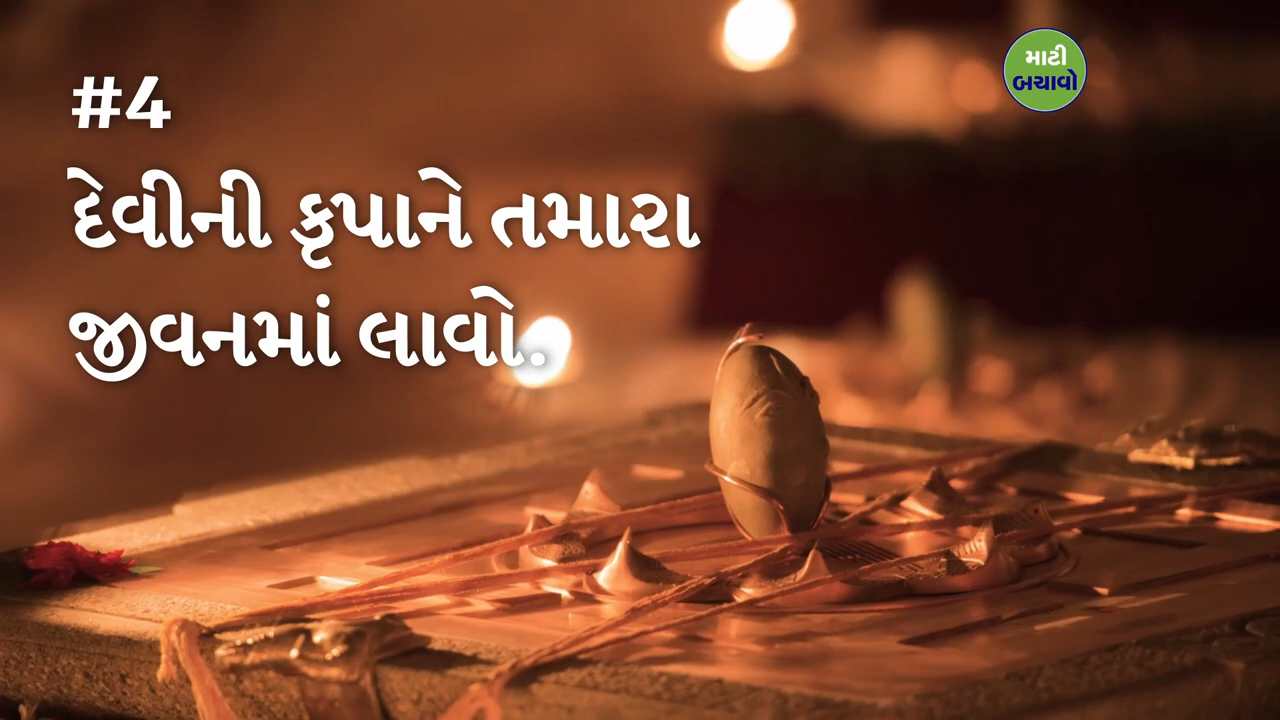 #4
દેવીની કૃપાને તમારા
જીવનમાં લાવો.
માટી
બચાવો